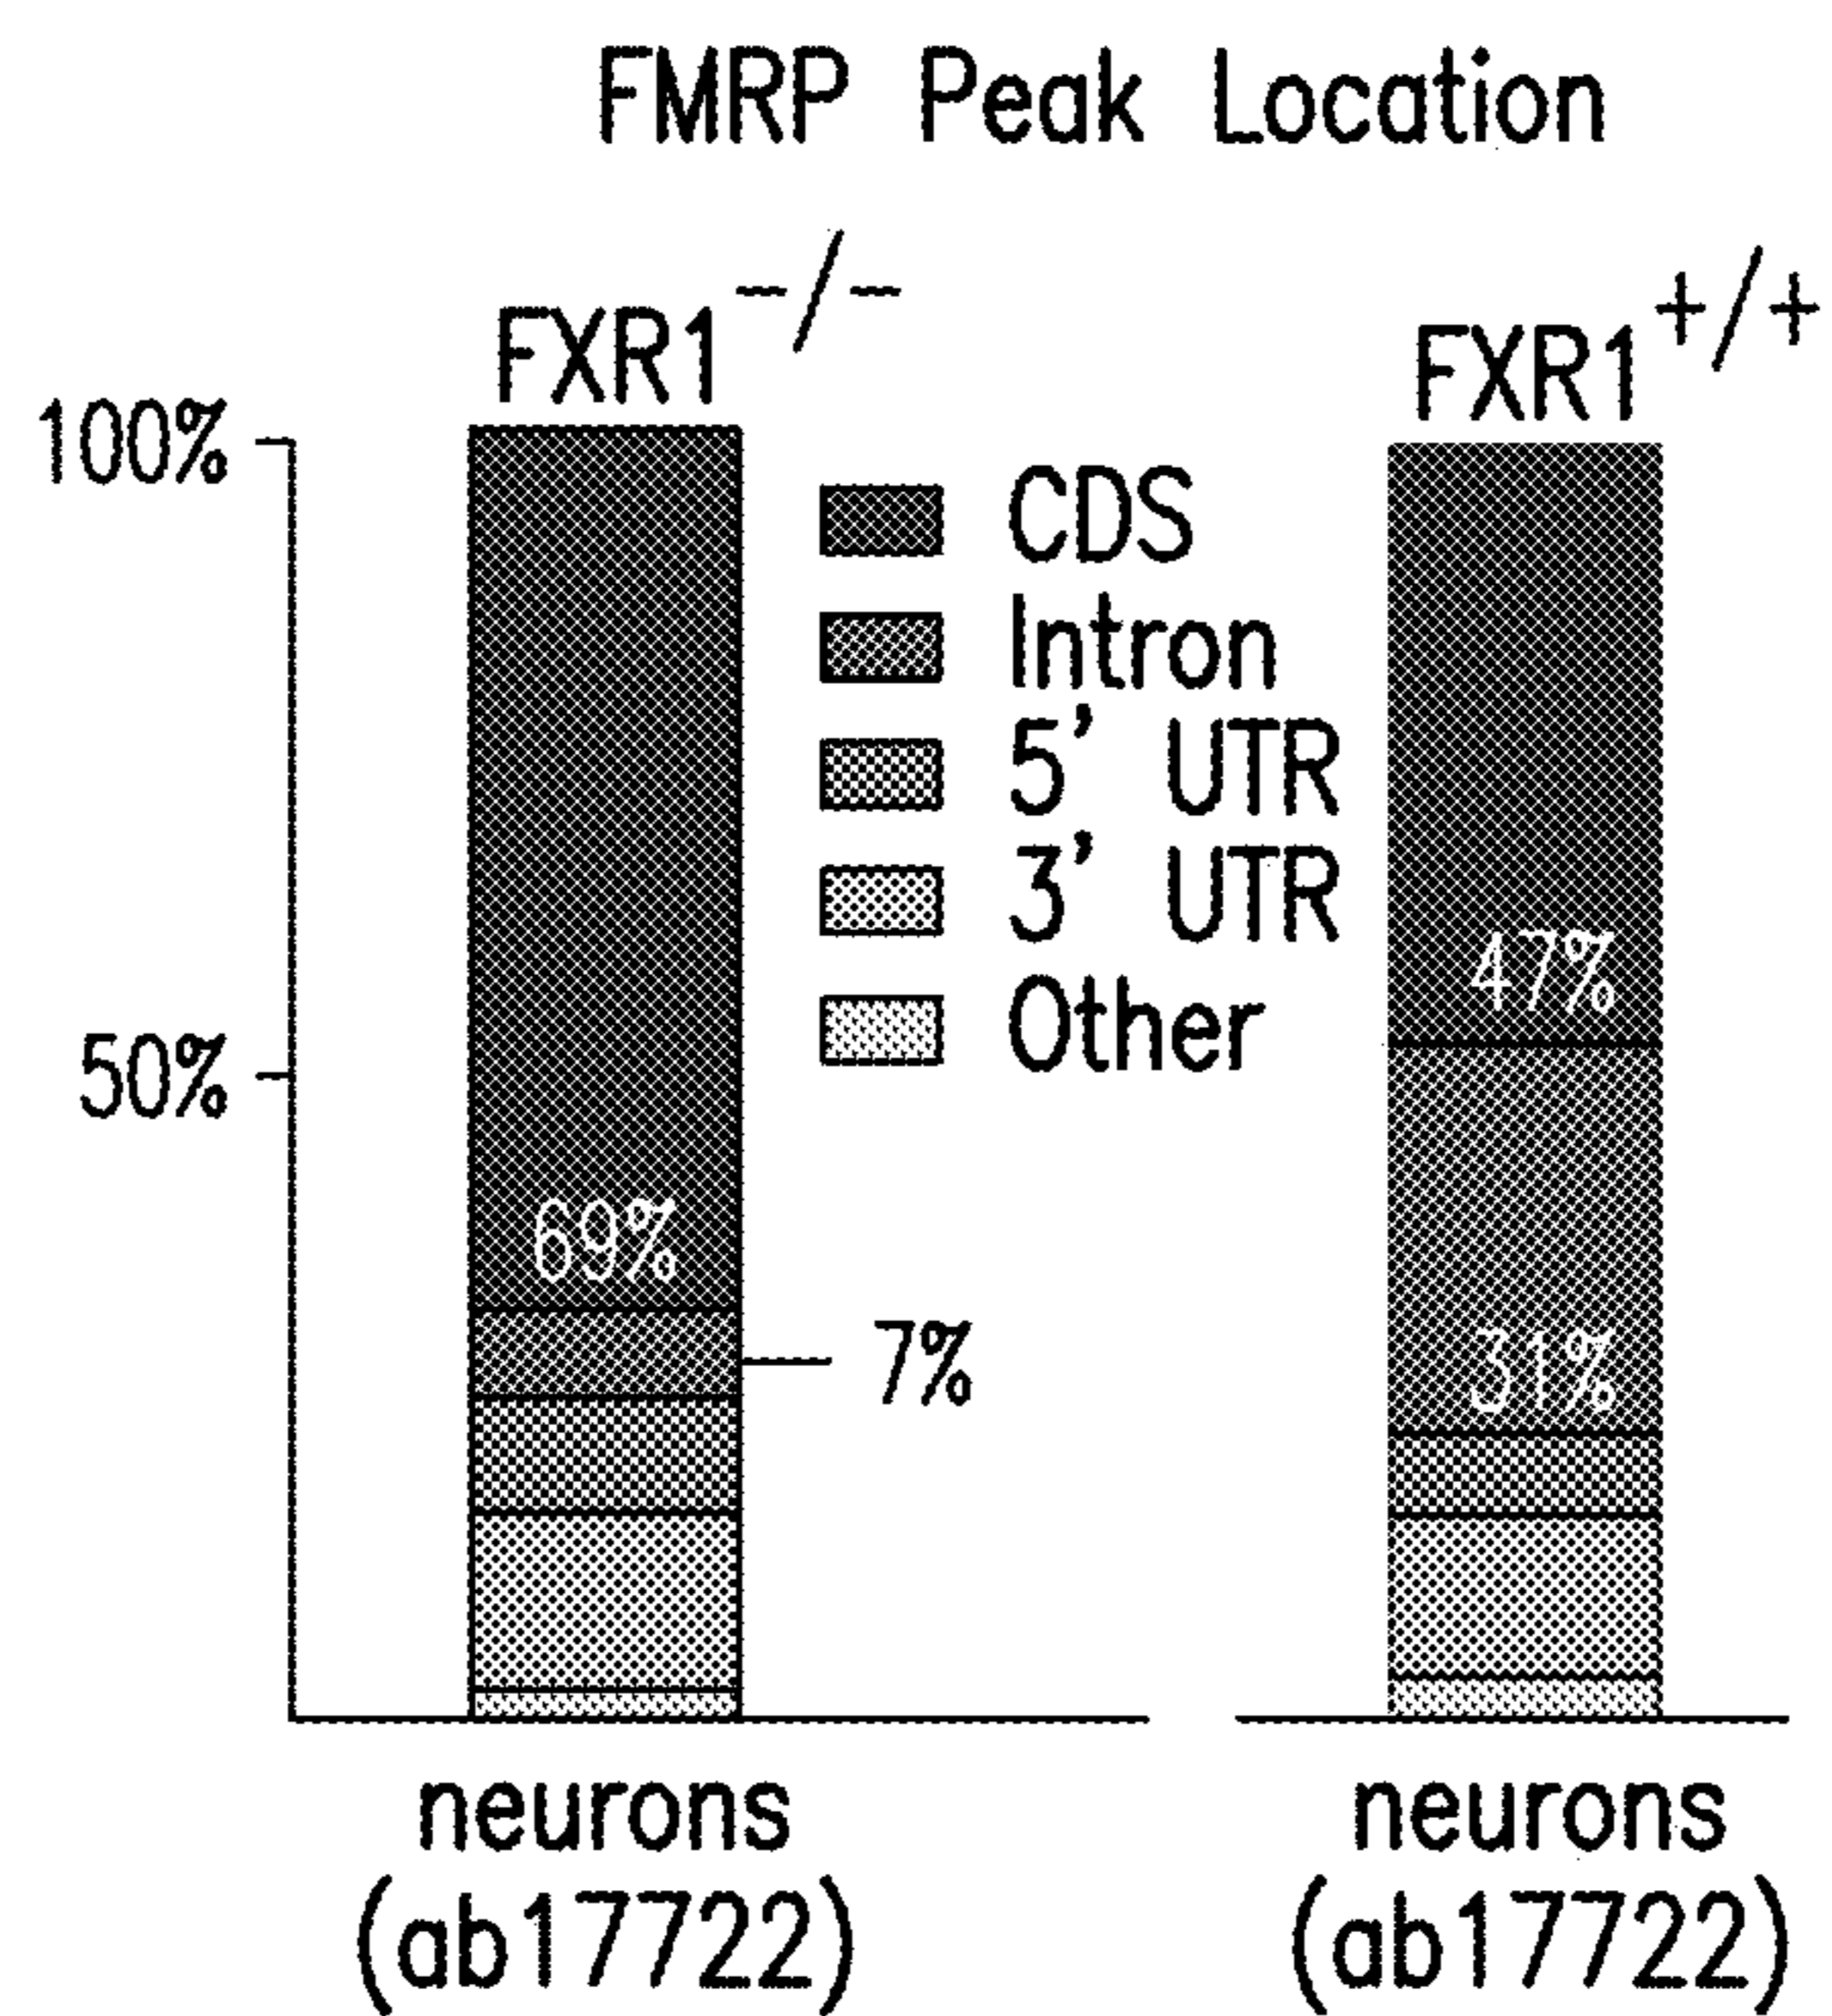 FMRP Peak Location
FXR1-/-
FXR1+/+
100%
50%
CDS
Intron
5' UTR
3' UTR
Other
69%
7%
47%
31%
neurons
(ab17722)
neurons
(ab17722)